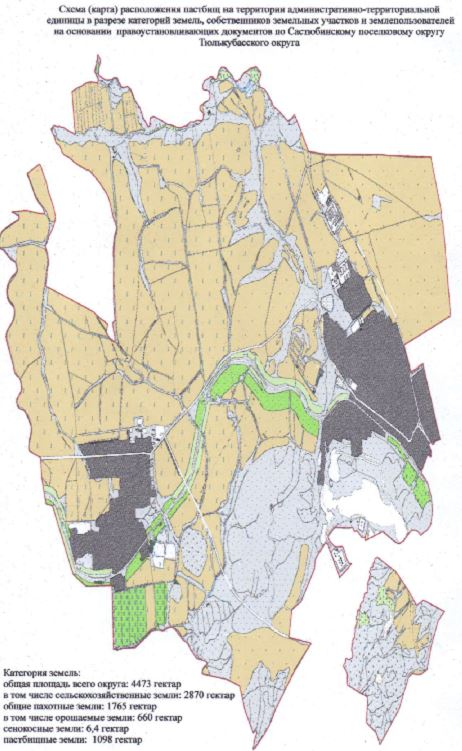 Схема (карта) расположения пастбищ на территории административно-территориальной
единицы в разрезе категорий земель, собственников земельных участков и землепользователей
на основании правоустанавливающих документов по Састюбинскому поселковому округу
Тюлькубасского округа
Категория земель:
общая площадь всего округа: 4473 гектар
в том числе сельскохозяйственные земли: 2870 гектар
общие пахотные земли: 1765 гектар
в том числе орошаемые земли: 660 гектар
сенокосные земли: 6,4 гектар
пастбищные земли: 1098 гектар